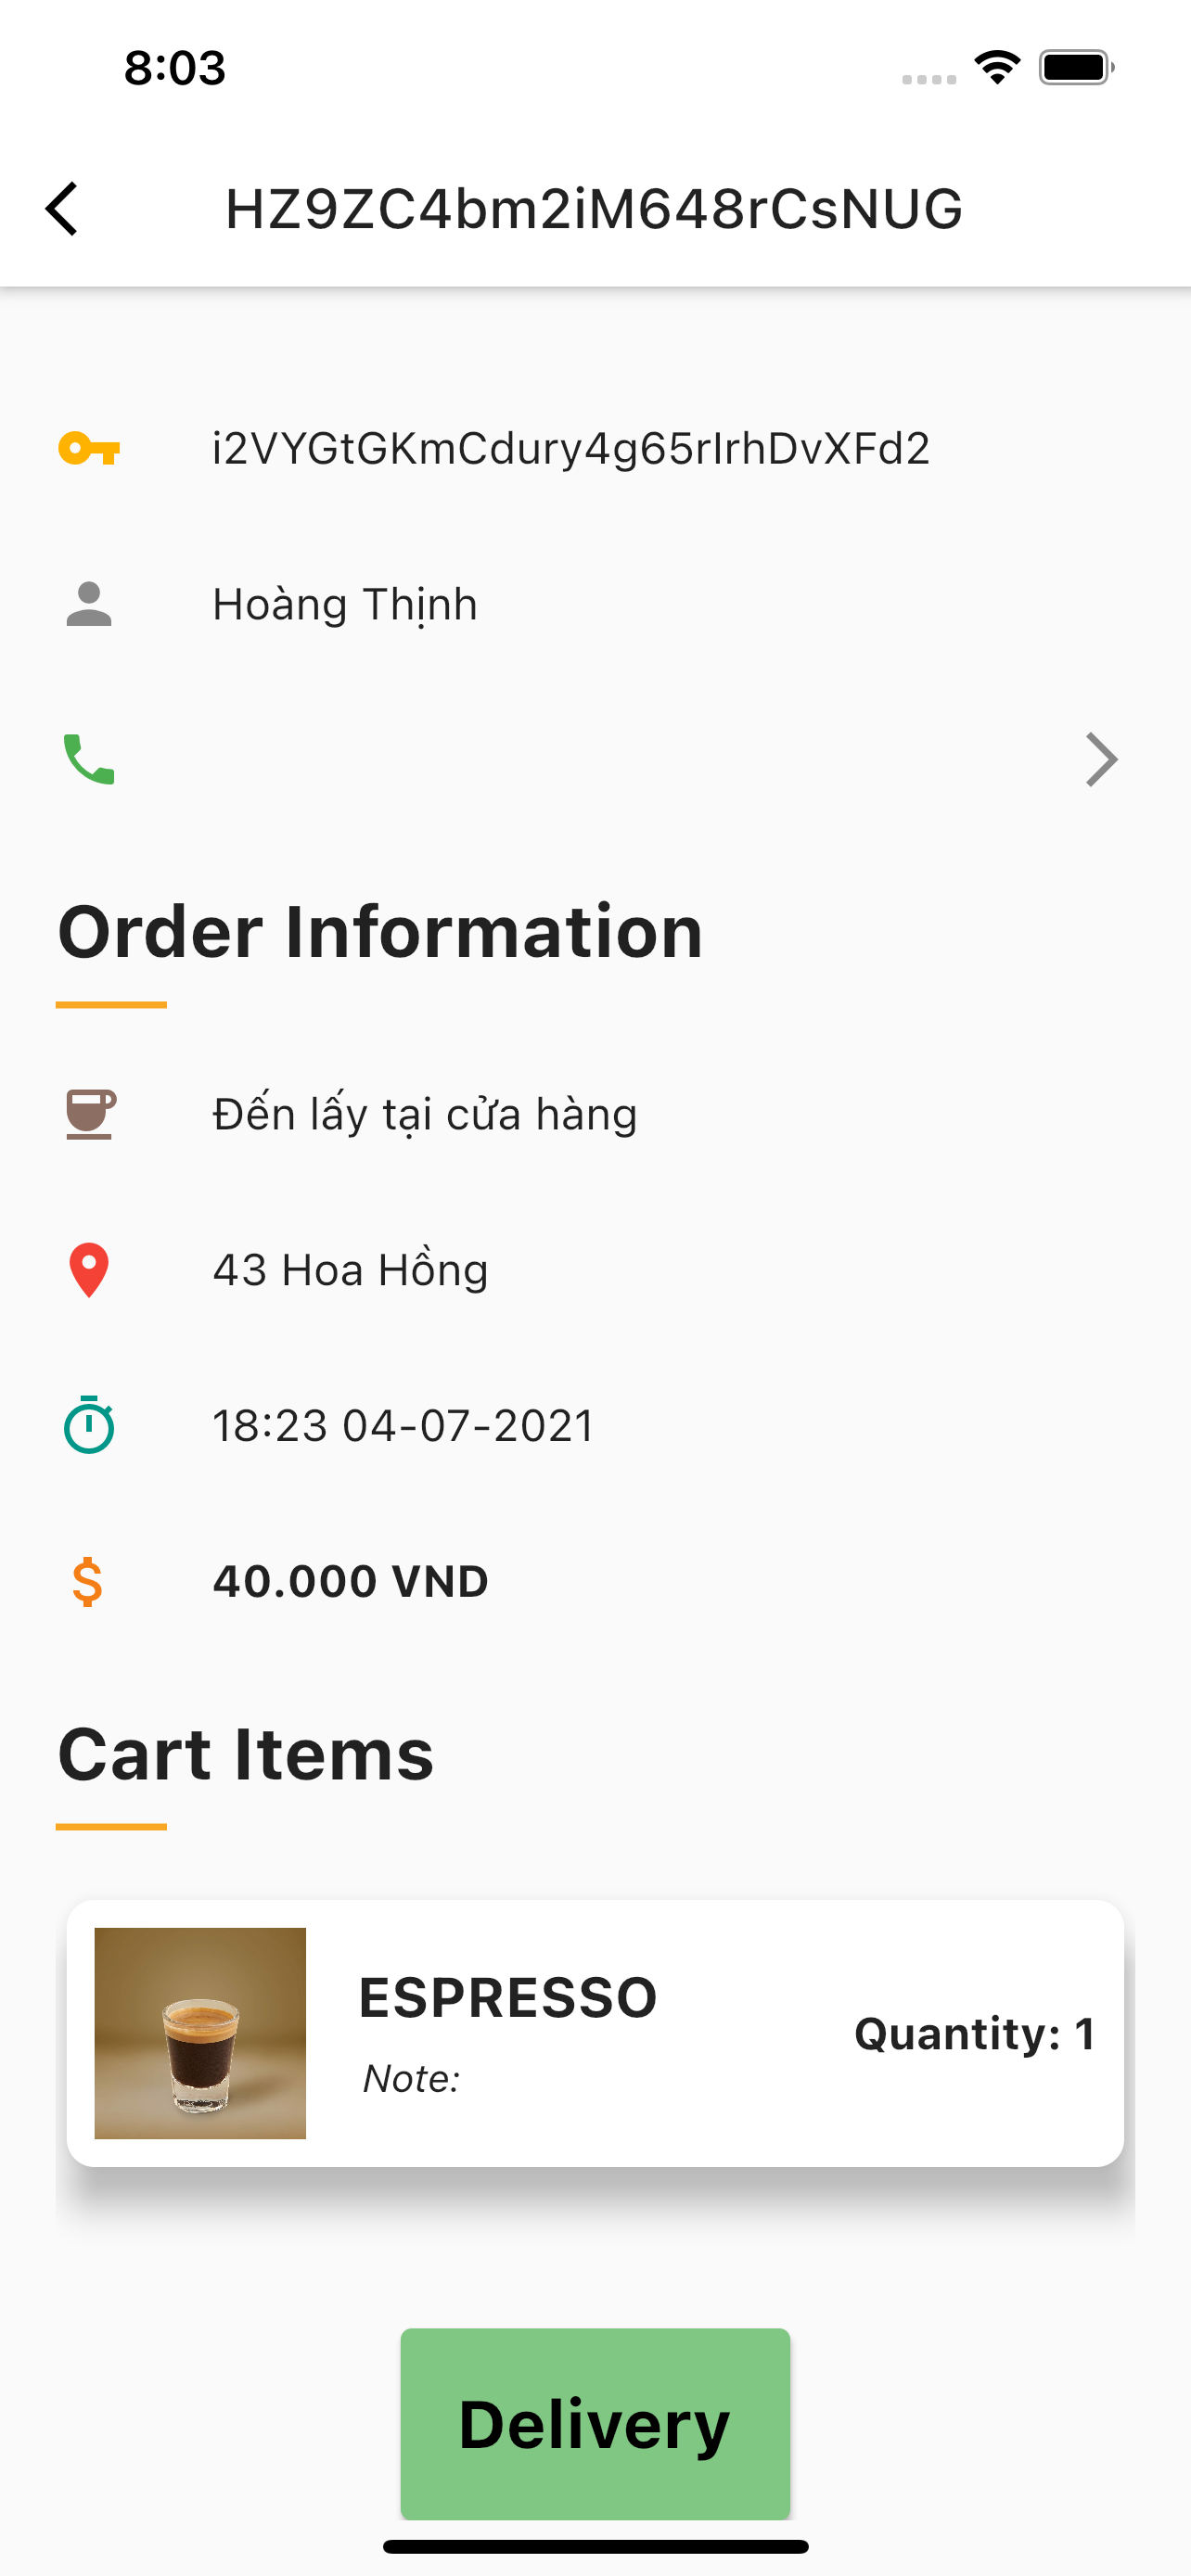 8:03
HZ9ZC4bm2iM648rCsNUG
i2VYGtGKmCdury4g65rIrhDvXFd2
Hoàng Thịnh
Order Information
Đến lấy tại cửa hàng
43 Hoa Hồng
18:23 04-07-2021
40.000 VND
Cart Items
ESPRESSO
Quantity: 1
Note:
Delivery